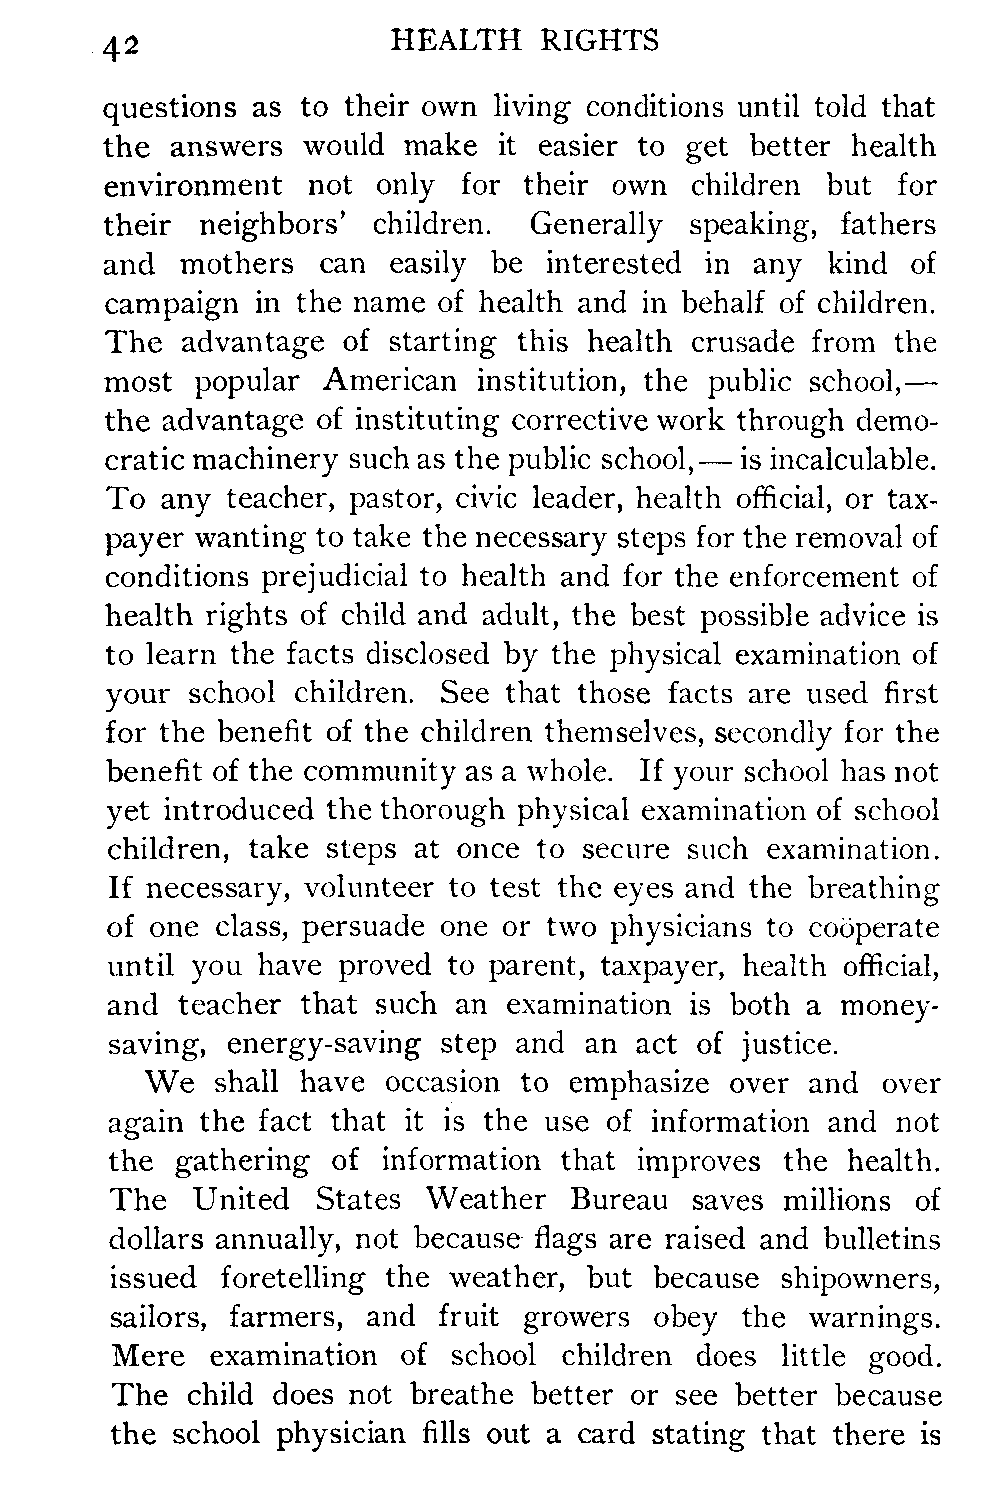 42 HEALTH RIGHTS
questions as to their own living conditions until told that
the answers would make it easier to get better health
environment not only for their own children but for
their neighbors' children. Generally speaking, fathers
and mothers can easily be interested in any kind of
campaign in the name of health and in behalf of children.
The advantage of starting this health crusade from the
most popular American institution, the public school,—
the advantage of instituting corrective work through demo-
cratic machinery such as the public school,— is incalculable.
To any teacher, pastor, civic leader, health official, or tax-
payer wanting to take the necessary steps for the removal of
conditions prejudicial to health and for the enforcement of
health rights of child and adult, the best possible advice is
to learn the facts disclosed by the physical examination of
your school children. See that those facts are used first
for the benefit of the children themselves, secondly for the
benefit of the community as a whole. If your school has not
yet introduced the thorough physical examination of school
children, take steps at once to secure such examination.
If necessary, volunteer to test the eyes and the breathing
of one class, persuade one or two physicians to coöperate
until you have proved to parent, taxpayer, health official,
and teacher that such an examination is both a money-
saving, energy-saving step and an act of justice.
We shall have occasion to emphasize over and over
again the fact that it is the use of information and not
the gathering of information that improves the health.
The United States Weather Bureau saves millions of
dollars annually, not because flags are raised and bulletins
issued foretelling the weather, but because shipowners,
sailors, farmers, and fruit growers obey the warnings.
Mere examination of school children does little good.
The child does not breathe better or see better because
the school physician fills out a card stating that there is